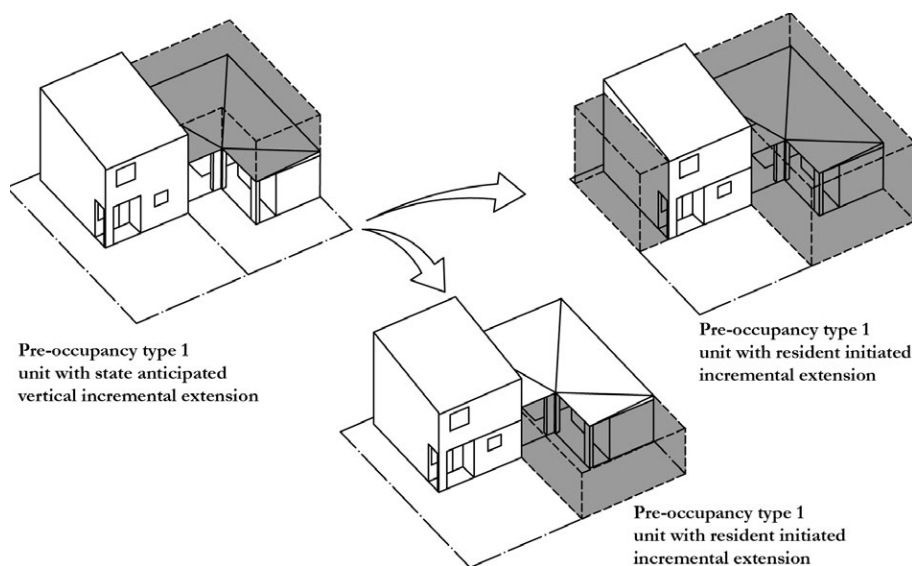 Pre-occupancy type 1
unit with state anticipated
vertical incremental extension
Pre-occupancy type 1
unit with resident initiated
incremental extension
Pre-occupancy type 1
unit with resident initiated
incremental extension